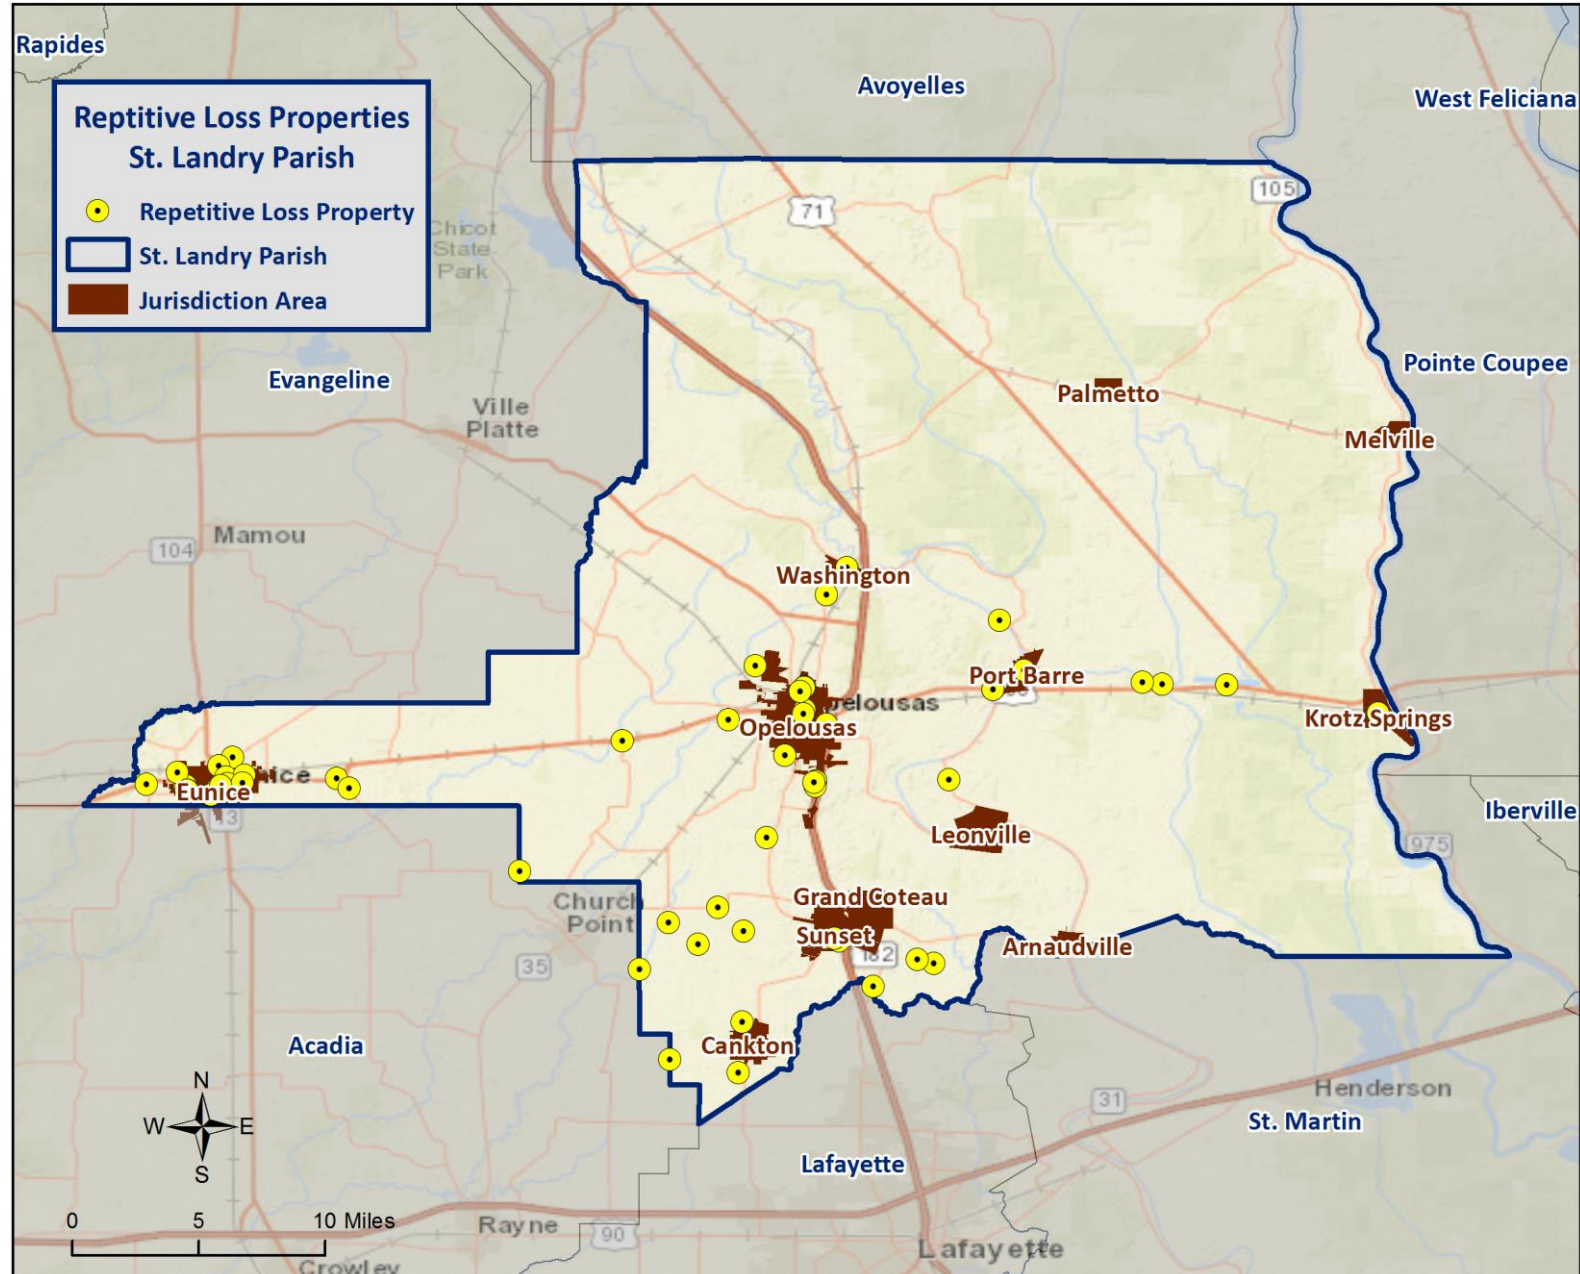 Rapides
Avoyelles
West Feliciana
Reptitive Loss Properties
St. Landry Parish
Repetitive Loss Property
St. Landry Parish
Jurisdiction Area
105
71
Chicot
State
Park
Evangeline
Pointe Coupee
Palmetto
Ville
Platte
Melville
Mamou
104
Washington
Port Barre
Opelousas
elousas
Krotz Springs
ice
Eunice
13
Iberville
Leonville
975
Church
Point
Grand Coteau
Sunset
182
Arnaudville
35
Acadia
Cankton
Henderson
31
St. Martin
N
W E
S
Lafayette
0 5 10 Miles
Rayne
90
Lafayette
Crowley